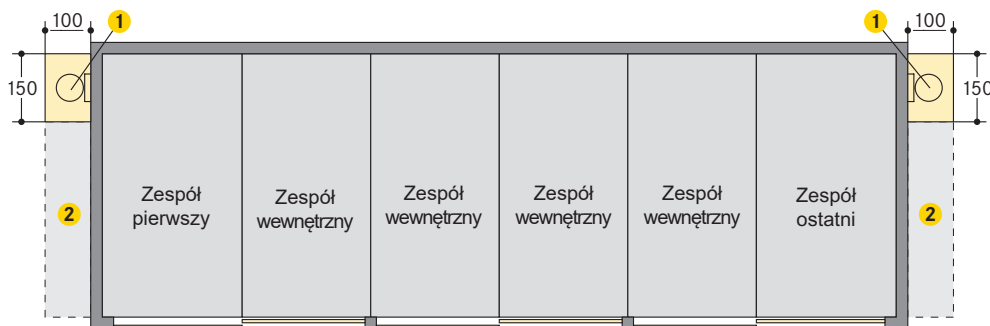 100
1
1
100
150
150
Zespół
pierwszy
Zespół
wewnętrzny
Zespół
wewnętrzny
Zespół
wewnętrzny
Zespół
wewnętrzny
Zespół
ostatni
2
2